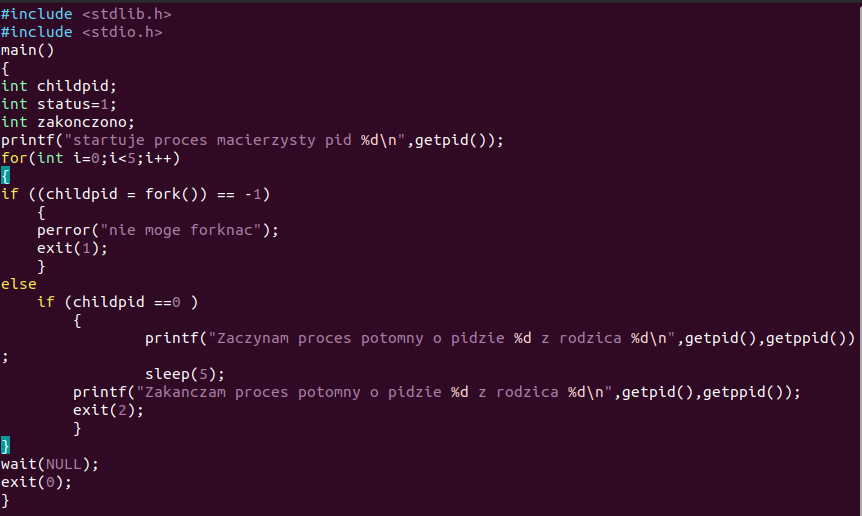 #include <stdlib.h>
#include <stdio.h>
main()
{
int childpid;
int status=1;
int zakonczono;
printf("startuje proces macierzysty pid %d\n",getpid());
for(int i=0;i<5;i++)
{
if ((childpid = fork()) == -1)
    {
    perror("nie moge forknac");
    exit(1);
    }
else
    if (childpid ==0 )
        {
                printf("Zaczynam proces potomny o pidzie %d z rodzica %d\n",getpid(),getppid())
;
                sleep(5);
        printf("Zakanczam proces potomny o pidzie %d z rodzica %d\n",getpid(),getppid());
        exit(2);
        }
}
wait(NULL);
exit(0);
}